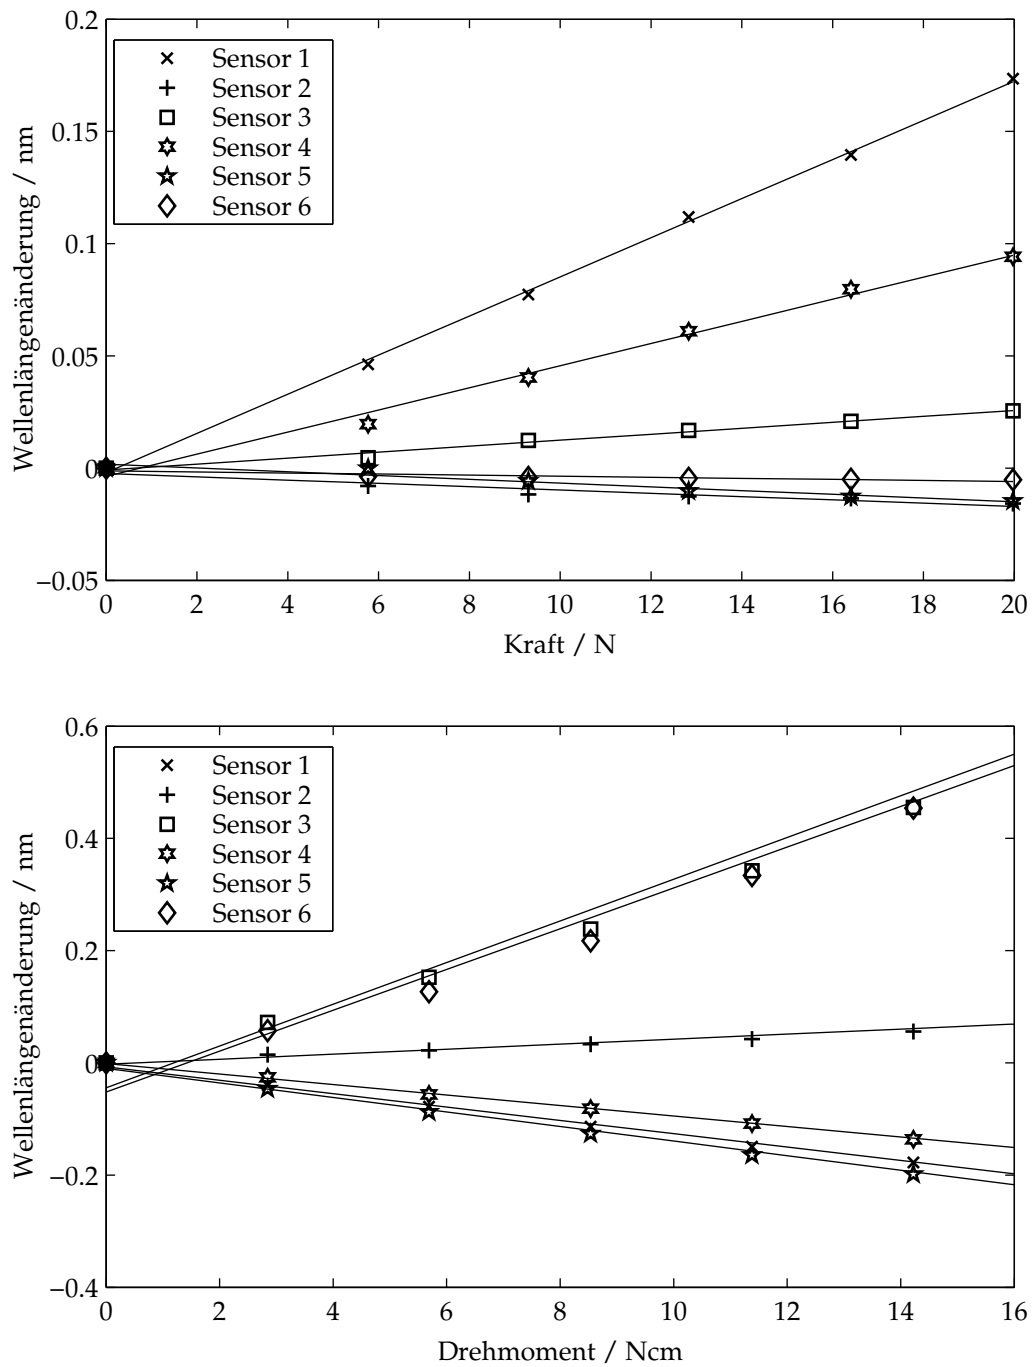 0.2
0.15
0.1
0.05
0
−0.05
Wellenlängenänderung / nm
Sensor 1
Sensor 2
Sensor 3
Sensor 4
Sensor 5
Sensor 6
0 2 4 6 8 10 12 14 16 18 20
Kraft / N
0.6
0.4
0.2
0
−0.2
−0.4
Wellenlängenänderung / nm
Sensor 1
Sensor 2
Sensor 3
Sensor 4
Sensor 5
Sensor 6
0 2 4 6 8 10 12 14 16
Drehmoment / Ncm